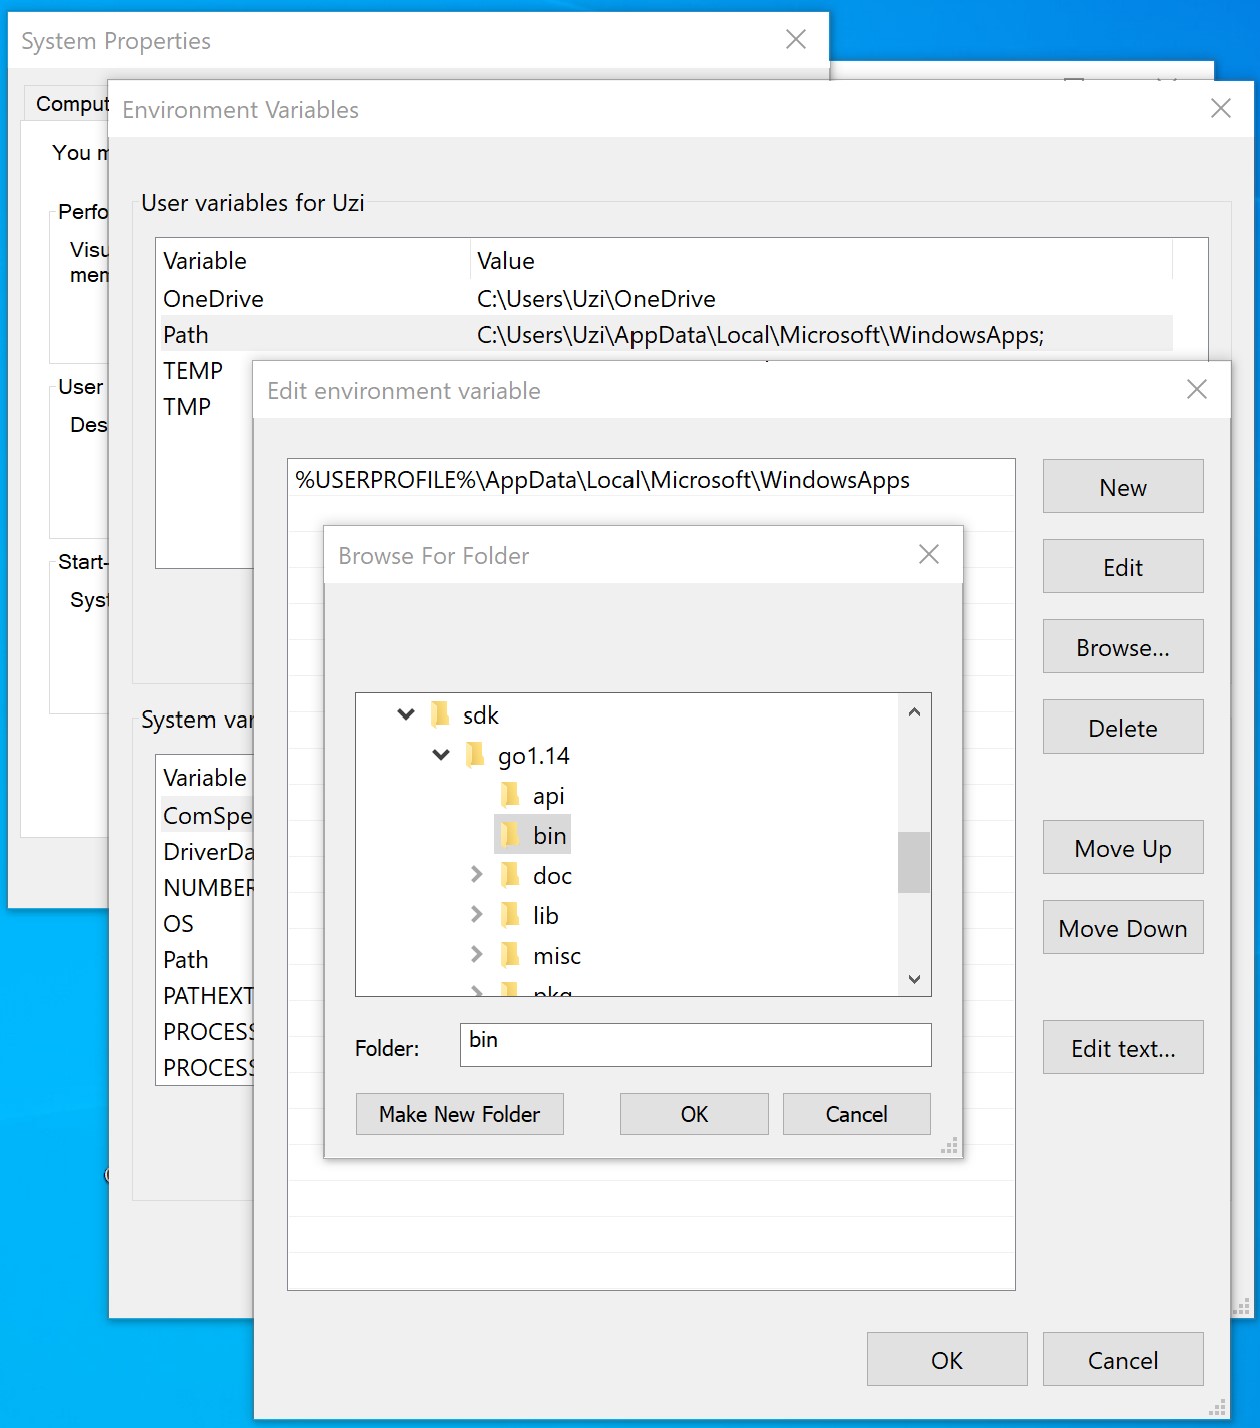 System Properties
Comput
You m
Perfo
Visu
mem
User
Des
Start-
Syst
Environment Variables
User variables for Uzi
Variable Value
OneDrive C:\Users\Uzi\OneDrive
Path C:\Users\Uzi\AppData\Local\Microsoft\WindowsApps;
TEMP
TMP
System var
Variable
ComSpe
DriverDa
NUMBER
OS
Path
PATHEXT
PROCESS
PROCESS
Edit environment variable
%USERPROFILE%\AppData\Local\Microsoft\WindowsApps
New
Edit
Browse...
Delete
Move Up
Move Down
Edit text...
Browse For Folder
sdk
go1.14
api
bin
doc
lib
misc
pkg
Folder: bin
Make New Folder OK Cancel
OK Cancel